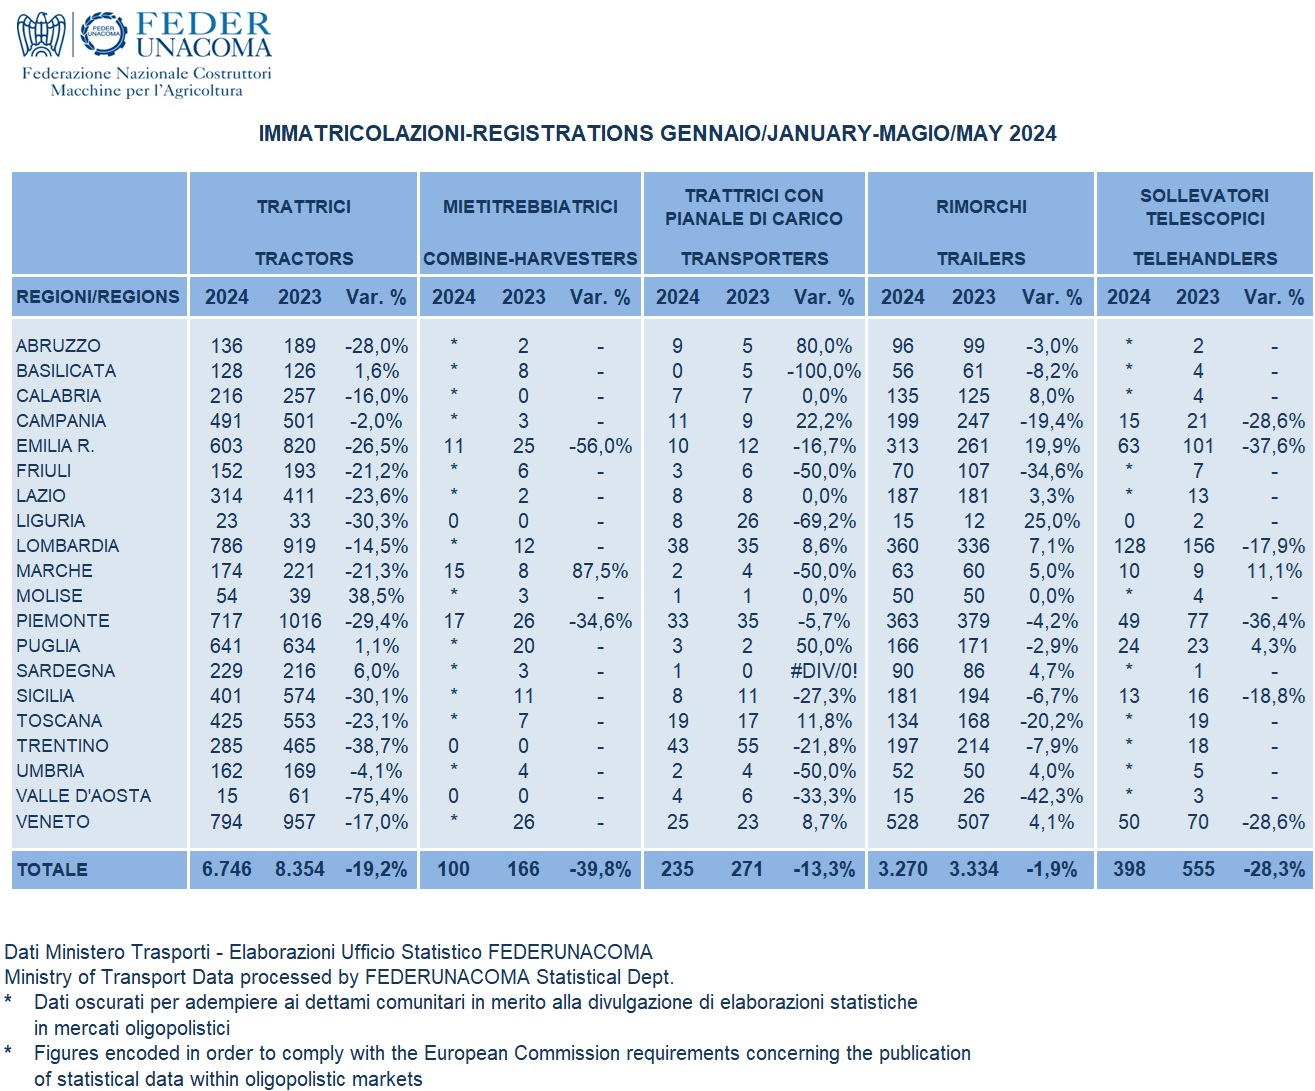 FEDER
UNACOMA
FEDER
UNACOMA
Federazione Nazionale Costruttori
Macchine per l'Agricoltura
IMMATRICOLAZIONI-REGISTRATIONS GENNAIO/JANUARY-MAGIO/MAY 2024
TRATTRICI MIETITREBBIATRICI TRATTRICI CON PIANALE DI CARICO RIMORCHI SOLLEVATORI TELESCOPICI
TRACTORS COMBINE-HARVESTERS TRANSPORTERS TRAILERS TELEHANDLERS
REGIONI/REGIONS 2024 2023 Var. % 2024 2023 Var. % 2024 2023 Var. % 2024 2023 Var. % 2024 2023 Var. %
ABRUZZO 136 189 -28,0% * 2 - 9 5 80,0% 96 99 -3,0% * 2 -
BASILICATA 128 126 1,6% * 8 - 0 5 -100,0% 56 61 -8,2% * 4 -
CALABRIA 216 257 -16,0% * 0 - 7 7 0,0% 135 125 8,0% * 4 -
CAMPANIA 491 501 -2,0% * 3 - 11 9 22,2% 199 247 -19,4% 15 21 -28,6%
EMILIA R. 603 820 -26,5% 11 25 -56,0% 10 12 -16,7% 313 261 19,9% 63 101 -37,6%
FRIULI 152 193 -21,2% * 6 - 3 6 -50,0% 70 107 -34,6% * 7 -
LAZIO 314 411 -23,6% * 2 - 8 8 0,0% 187 181 3,3% * 13 -
LIGURIA 23 33 -30,3% 0 0 - 8 26 -69,2% 15 12 25,0% 0 2 -
LOMBARDIA 786 919 -14,5% * 12 - 38 35 8,6% 360 336 7,1% 128 156 -17,9%
MARCHE 174 221 -21,3% 15 8 87,5% 2 4 -50,0% 63 60 5,0% 10 9 11,1%
MOLISE 54 39 38,5% * 3 - 1 1 0,0% 50 50 0,0% * 4 -
PIEMONTE 717 1016 -29,4% 17 26 -34,6% 33 35 -5,7% 363 379 -4,2% 49 77 -36,4%
PUGLIA 641 634 1,1% * 20 - 3 2 50,0% 166 171 -2,9% 24 23 4,3%
SARDEGNA 229 216 6,0% * 3 - 1 0 #DIV/0! 90 86 4,7% * 1 -
SICILIA 401 574 -30,1% * 11 - 8 11 -27,3% 181 194 -6,7% 13 16 -18,8%
TOSCANA 425 553 -23,1% * 7 - 19 17 11,8% 134 168 -20,2% * 19 -
TRENTINO 285 465 -38,7% 0 0 - 43 55 -21,8% 197 214 -7,9% * 18 -
UMBRIA 162 169 -4,1% * 4 - 2 4 -50,0% 52 50 4,0% * 5 -
VALLE D'AOSTA 15 61 -75,4% 0 0 - 4 6 -33,3% 15 26 -42,3% * 3 -
VENETO 794 957 -17,0% * 26 - 25 23 8,7% 528 507 4,1% 50 70 -28,6%
TOTALE 6.746 8.354 -19,2% 100 166 -39,8% 235 271 -13,3% 3.270 3.334 -1,9% 398 555 -28,3%
Dati Ministero Trasporti - Elaborazioni Ufficio Statistico FEDERUNACOMA
Ministry of Transport Data processed by FEDERUNACOMA Statistical Dept.
* Dati oscurati per adempiere ai dettami comunitari in merito alla divulgazione di elaborazioni statistiche
in mercati oligopolistici
* Figures encoded in order to comply with the European Commission requirements concerning the publication
of statistical data within oligopolistic markets